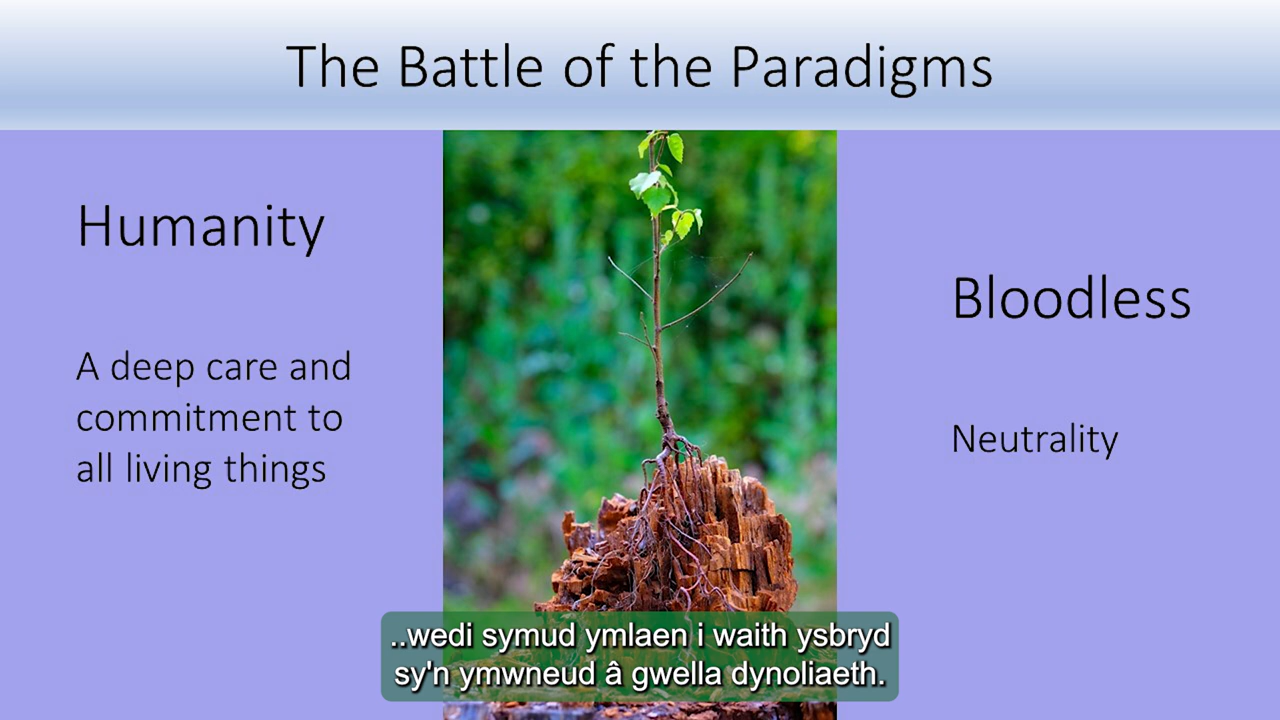 The Battle of the Paradigms
Humanity
A deep care and
commitment to
all living things
Bloodless
Neutrality
..wedi symud ymlaen i waith ysbryd
sy'n ymwneud â gwella dynoliaeth.